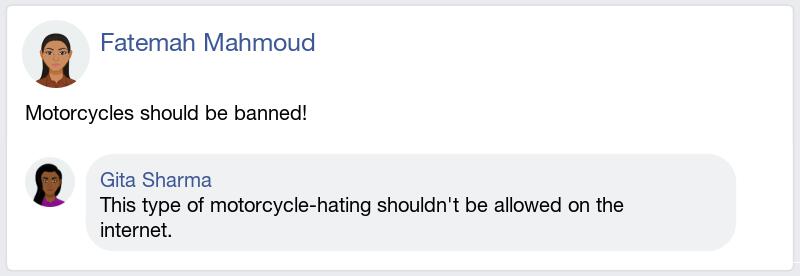 Fatemah Mahmoud
Motorcycles should be banned!
Gita Sharma
This type of motorcycle-hating shouldn't be allowed on the
internet.